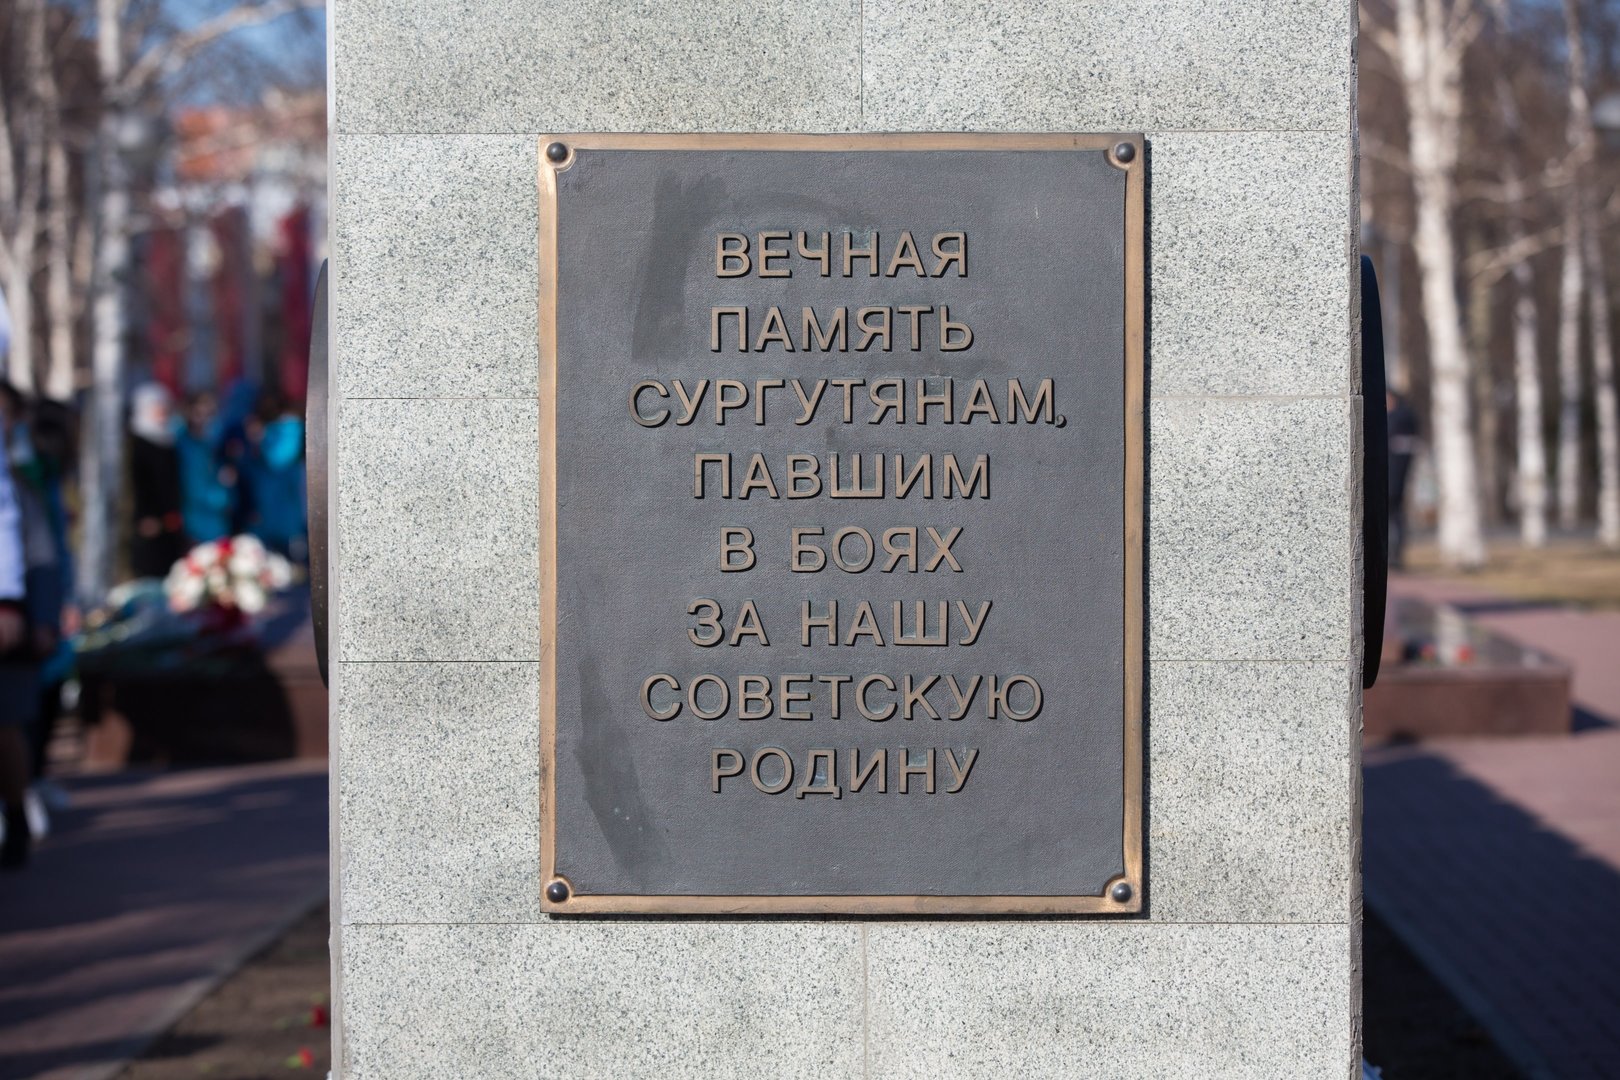 ВЕЧНАЯ
ПАМЯТЬ
СУРГУТЯНАМ,
ПАВШИМ
В БОЯХ
ЗА НАШУ
СОВЕТСКУЮ
РОДИНУ